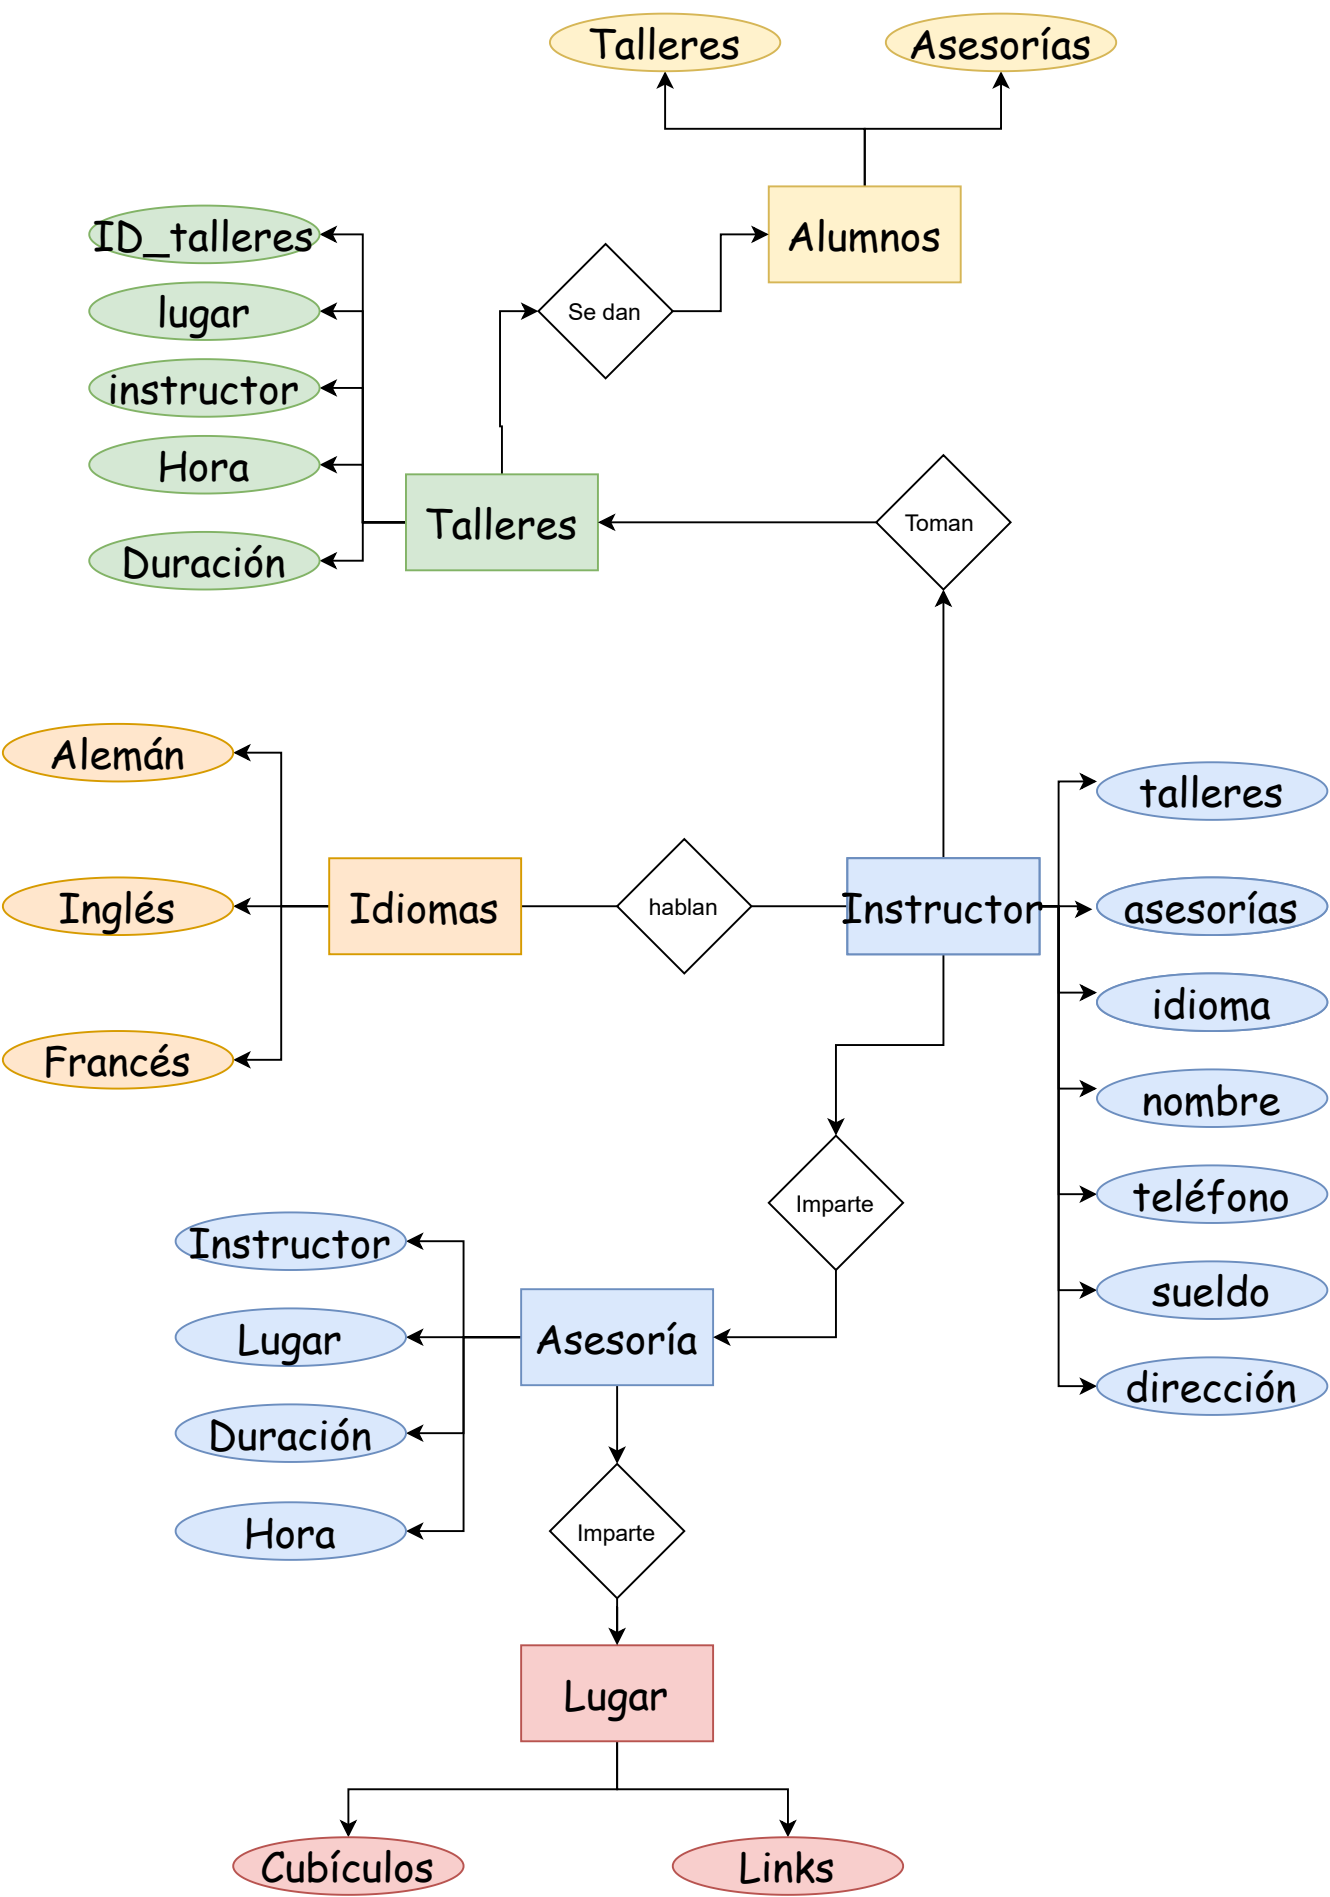 Talleres
Asesorías
Alumnos
ID_talleres
lugar
instructor
Hora
Duración
Se dan
Talleres
Toman
Alemán
Inglés
Francés
Idiomas
hablan
Instructor
talleres
asesorías
idioma
nombre
teléfono
sueldo
dirección
Imparte
Instructor
Lugar
Duración
Hora
Asesoría
Imparte
Lugar
Cubículos
Links